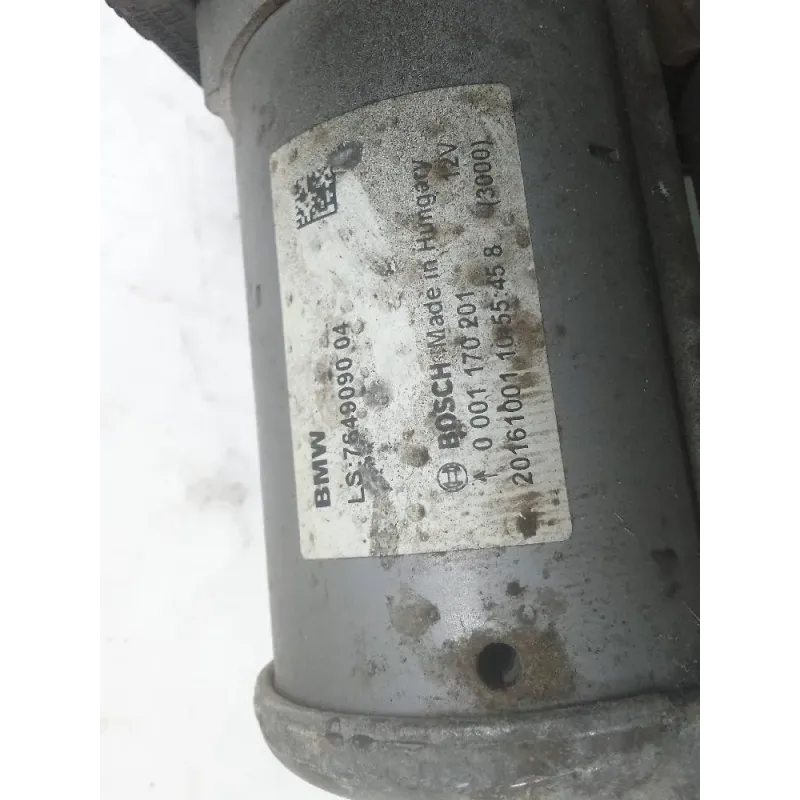 BMW
LS:7649090 04
BOSCH Made in Hungary
0 001 170 201 12V
20161001 10 55 45 8 (3000)